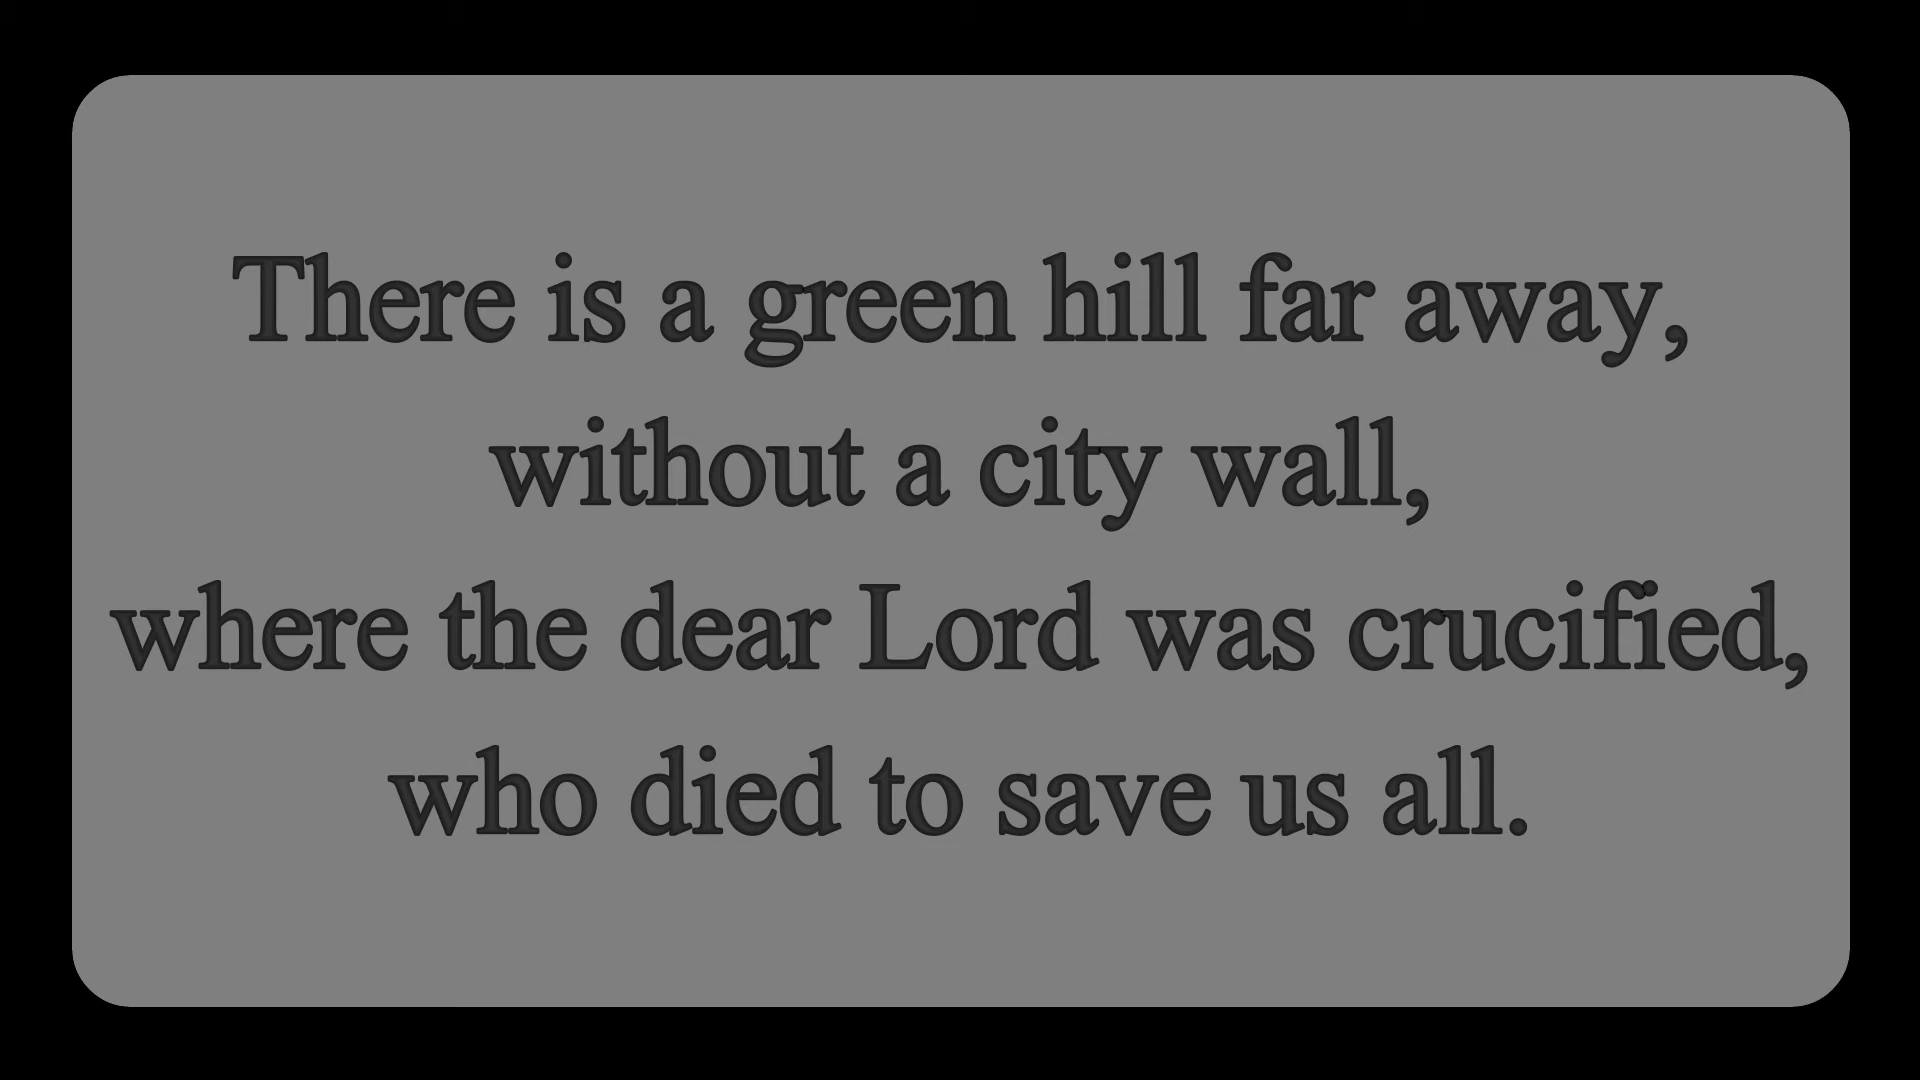 There is a green hill far away,
without a city wall,
where the dear Lord was crucified,
who died to save us all.